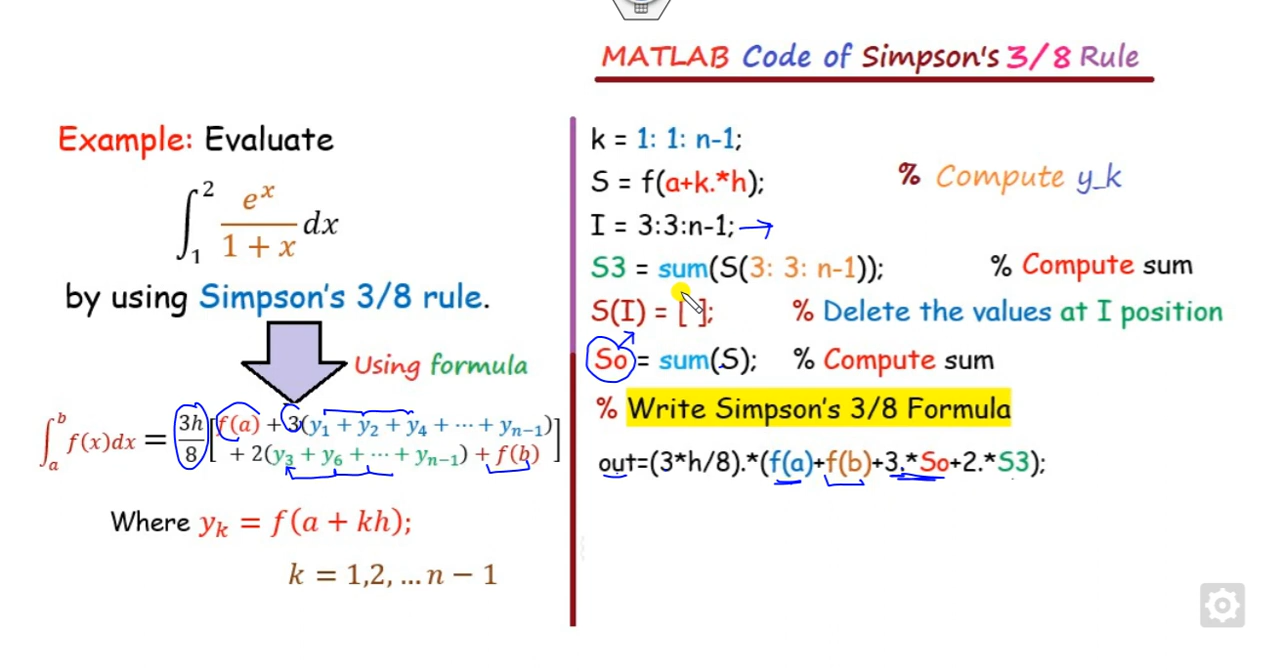 MATLAB Code of Simpson's 3/8 Rule
Example: Evaluate
∫₁² eˣ/(1 + x) dx
by using Simpson's 3/8 rule.
Using formula
∫ₐᵇ f(x)dx = 3h/8 [f(a) + 3(y₁ + y₂ + y₄ + ⋯ + yₙ₋₁)
+ 2(y₃ + y₆ + ⋯ + yₙ₋₁) + f(b)]
Where yₖ = f(a + kh);
k = 1,2, … n − 1
k = 1: 1: n-1;
S = f(a+k.*h); % Compute y_k
I = 3:3:n-1;
S3 = sum(S(3: 3: n-1)); % Compute sum
S(I) = [ ]; % Delete the values at I position
So = sum(S); % Compute sum
% Write Simpson's 3/8 Formula
out=(3*h/8).*(f(a)+f(b)+3.*So+2.*S3);